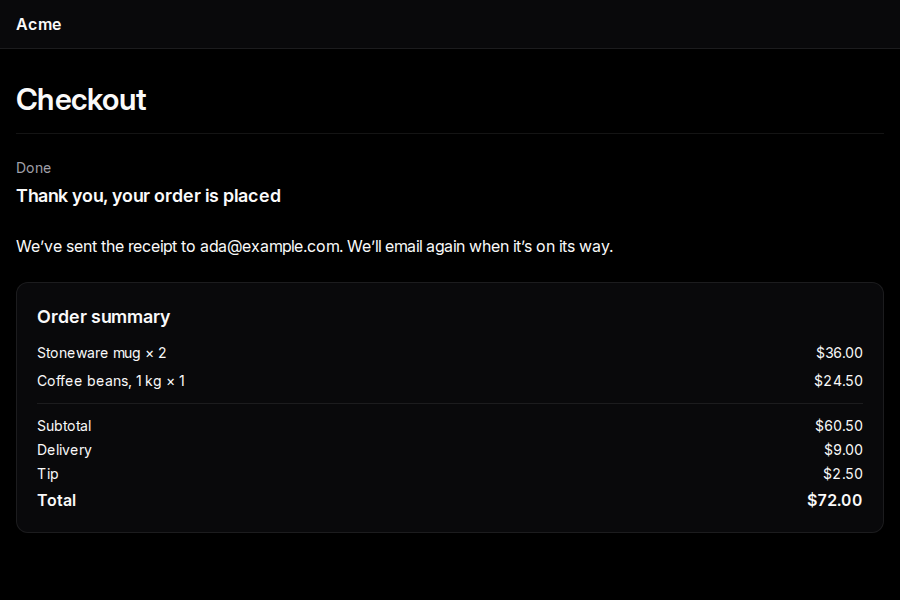 Acme
Checkout
Done
Thank you, your order is placed
We’ve sent the receipt to ada@example.com. We’ll email again when it’s on its way.
Order summary
Stoneware mug × 2 $36.00
Coffee beans, 1 kg × 1 $24.50
Subtotal $60.50
Delivery $9.00
Tip $2.50
Total $72.00